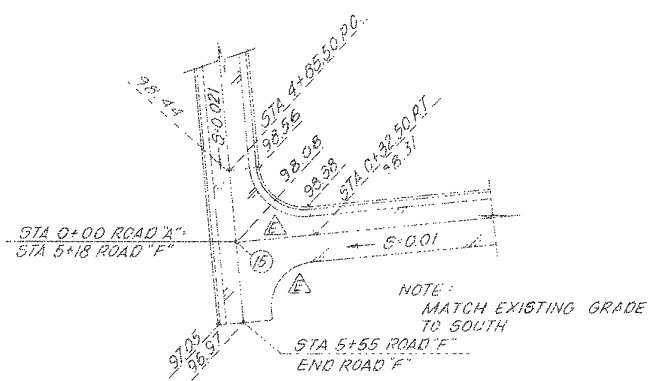 98.44
S=0.021
STA 4+85.50 P.C.
98.56
98.08
98.38
STA 0+32.50 PT
98.31
STA 0+00 ROAD "A"=
STA 5+18 ROAD "F"
15
E
S=0.01
E
NOTE:
MATCH EXISTING GRADE
TO SOUTH
97.05
96.97
STA 5+55 ROAD "F"
END ROAD "F"